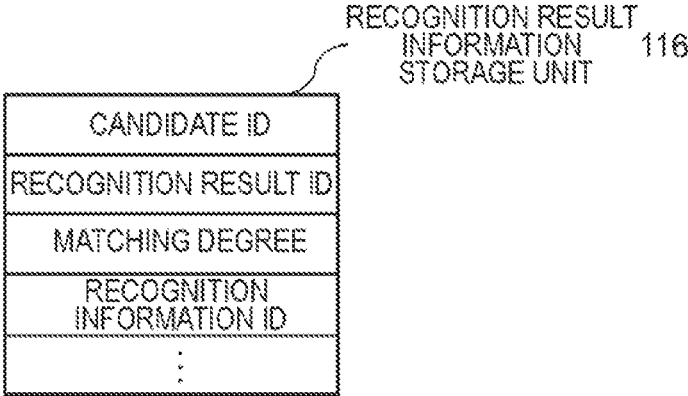 RECOGNITION RESULT
INFORMATION 116
STORAGE UNIT
CANDIDATE ID
RECOGNITION RESULT ID
MATCHING DEGREE
RECOGNITION
INFORMATION ID
⋮